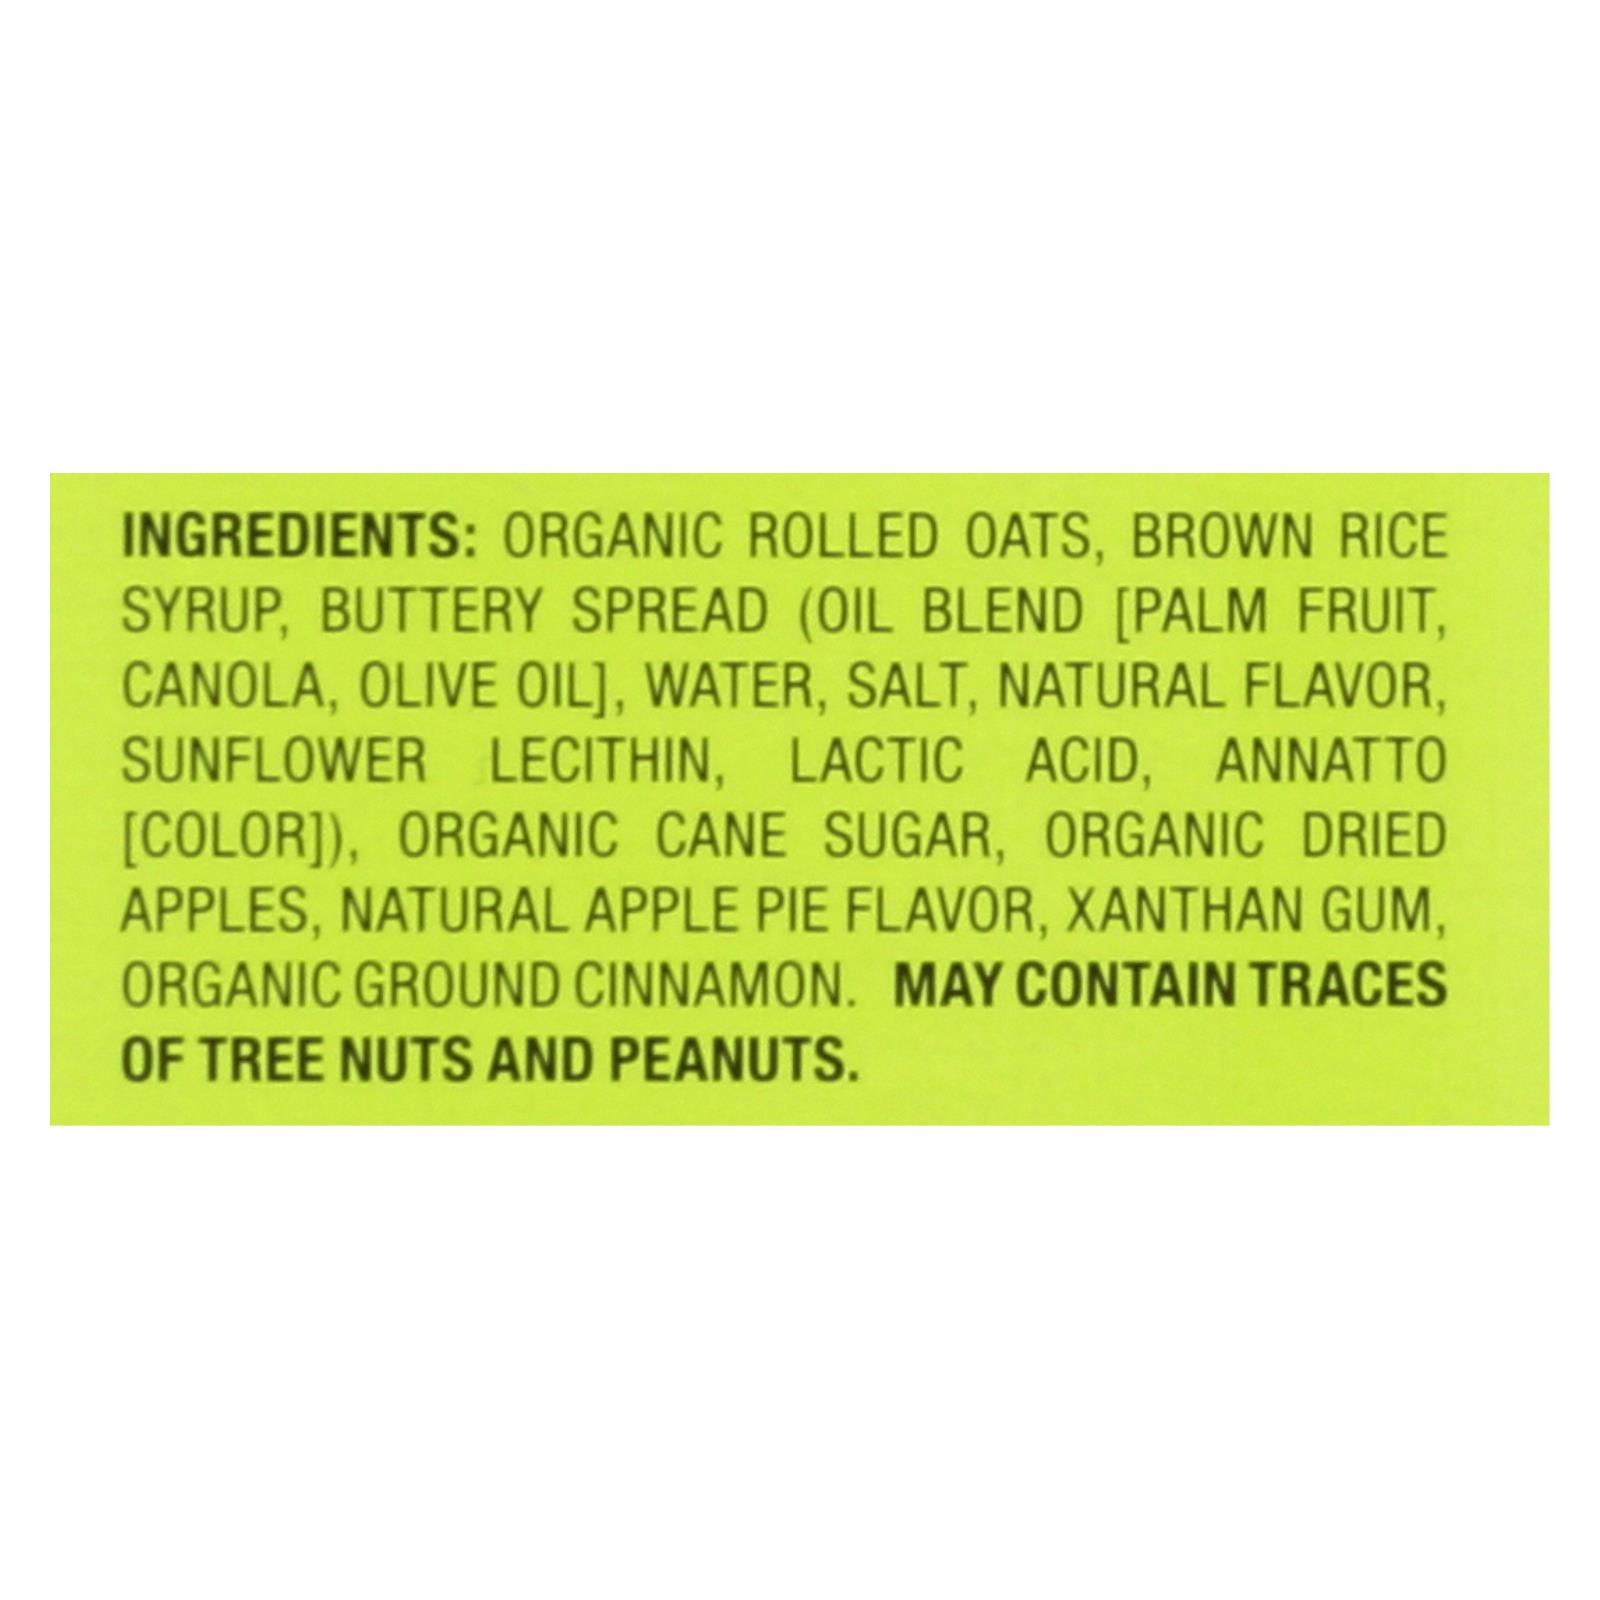 INGREDIENTS: ORGANIC ROLLED OATS, BROWN RICE
SYRUP, BUTTERY SPREAD (OIL BLEND [PALM FRUIT,
CANOLA, OLIVE OIL], WATER, SALT, NATURAL FLAVOR,
SUNFLOWER LECITHIN, LACTIC ACID, ANNATTO
[COLOR]), ORGANIC CANE SUGAR, ORGANIC DRIED
APPLES, NATURAL APPLE PIE FLAVOR, XANTHAN GUM,
ORGANIC GROUND CINNAMON. MAY CONTAIN TRACES
OF TREE NUTS AND PEANUTS.